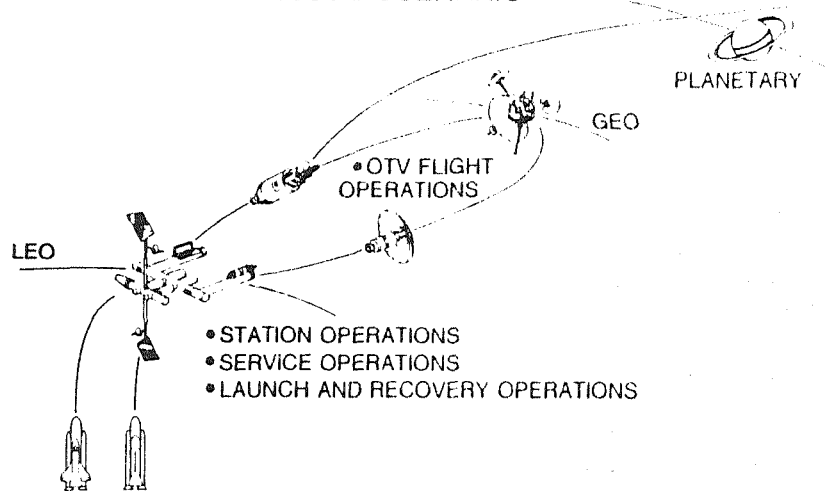 PLANETARY
GEO
• OTV FLIGHT
OPERATIONS
LEO
• STATION OPERATIONS
• SERVICE OPERATIONS
• LAUNCH AND RECOVERY OPERATIONS